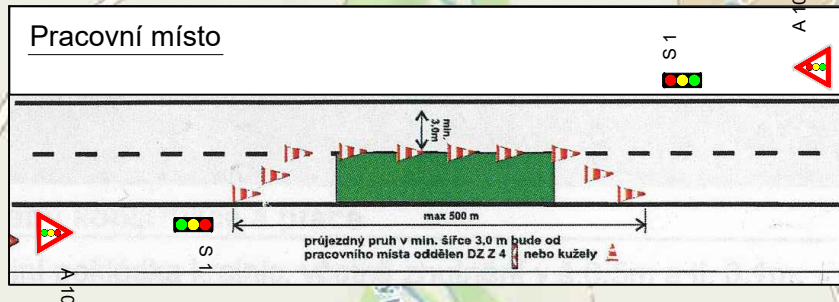 Pracovní místo
S 1
A 10
min.
3,0m
max 500 m
průjezdný pruh v min. šířce 3,0 m bude od
pracovního místa oddělen DZ Z 4 nebo kužely
S 1
A 10